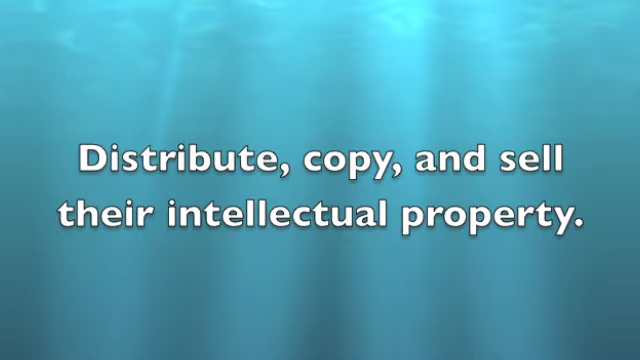 Distribute, copy, and sell
their intellectual property.